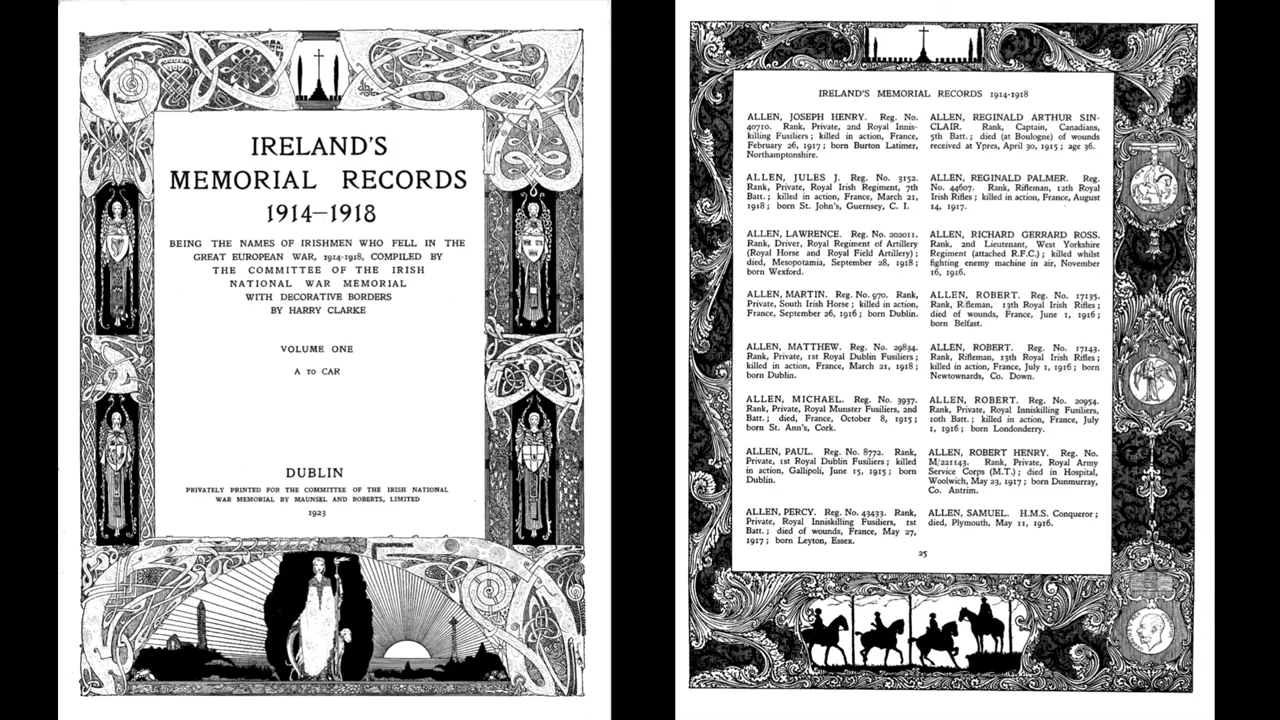 IRELAND'S
MEMORIAL RECORDS
1914–1918
BEING THE NAMES OF IRISHMEN WHO FELL IN THE
GREAT EUROPEAN WAR, 1914-1918, COMPILED BY
THE COMMITTEE OF THE IRISH
NATIONAL WAR MEMORIAL
WITH DECORATIVE BORDERS
BY HARRY CLARKE
VOLUME ONE
A TO CAR
DUBLIN
PRIVATELY PRINTED FOR THE COMMITTEE OF THE IRISH NATIONAL
WAR MEMORIAL BY MAUNSEL AND ROBERTS, LIMITED
1923
IRELAND'S MEMORIAL RECORDS 1914-1918
ALLEN, JOSEPH HENRY. Reg. No.
40710. Rank, Private, 2nd Royal Innis-
killing Fusiliers; killed in action, France,
February 26, 1917; born Burton Latimer,
Northamptonshire.
ALLEN, JULES J. Reg. No. 3152.
Rank, Private, Royal Irish Regiment, 7th
Batt.; killed in action, France, March 21,
1918; born St. John's, Guernsey, C. I.
ALLEN, LAWRENCE. Reg. No. 202011.
Rank, Driver, Royal Regiment of Artillery
(Royal Horse and Royal Field Artillery);
died, Mesopotamia, September 28, 1918;
born Wexford.
ALLEN, MARTIN. Reg. No. 970. Rank,
Private, South Irish Horse; killed in action,
France, September 26, 1916; born Dublin.
ALLEN, MATTHEW. Reg. No. 29834.
Rank, Private, 1st Royal Dublin Fusiliers;
killed in action, France, March 21, 1918;
born Dublin.
ALLEN, MICHAEL. Reg. No. 3937.
Rank, Private, Royal Munster Fusiliers, 2nd
Batt.; died, France, October 8, 1915;
born St. Ann's, Cork.
ALLEN, PAUL. Reg. No. 8772. Rank,
Private, 1st Royal Dublin Fusiliers; killed
in action, Gallipoli, June 15, 1915; born
Dublin.
ALLEN, PERCY. Reg. No. 43433. Rank,
Private, Royal Inniskilling Fusiliers, 1st
Batt.; died of wounds, France, May 27,
1917; born Leyton, Essex.
ALLEN, REGINALD ARTHUR SIN-
CLAIR. Rank, Captain, Canadians,
5th Batt.; died (at Boulogne) of wounds
received at Ypres, April 30, 1915; age 36.
ALLEN, REGINALD PALMER. Reg.
No. 44607. Rank, Rifleman, 12th Royal
Irish Rifles; killed in action, France, August
14, 1917.
ALLEN, RICHARD GERRARD ROSS.
Rank, 2nd Lieutenant, West Yorkshire
Regiment (attached R.F.C.); killed whilst
fighting enemy machine in air, November
16, 1916.
ALLEN, ROBERT. Reg. No. 17135.
Rank, Rifleman, 13th Royal Irish Rifles;
died of wounds, France, June 1, 1916;
born Belfast.
ALLEN, ROBERT. Reg. No. 17143.
Rank, Rifleman, 13th Royal Irish Rifles;
killed in action, France, July 1, 1916; born
Newtownards, Co. Down.
ALLEN, ROBERT. Reg. No. 20954.
Rank, Private, Royal Inniskilling Fusiliers,
10th Batt.; killed in action, France, July
1, 1916; born Londonderry.
ALLEN, ROBERT HENRY. Reg. No.
M/221143. Rank, Private, Royal Army
Service Corps (M.T.); died in Hospital,
Woolwich, May 23, 1917; born Dunmurray,
Co. Antrim.
ALLEN, SAMUEL. H.M.S. Conqueror;
died, Plymouth, May 11, 1916.
25